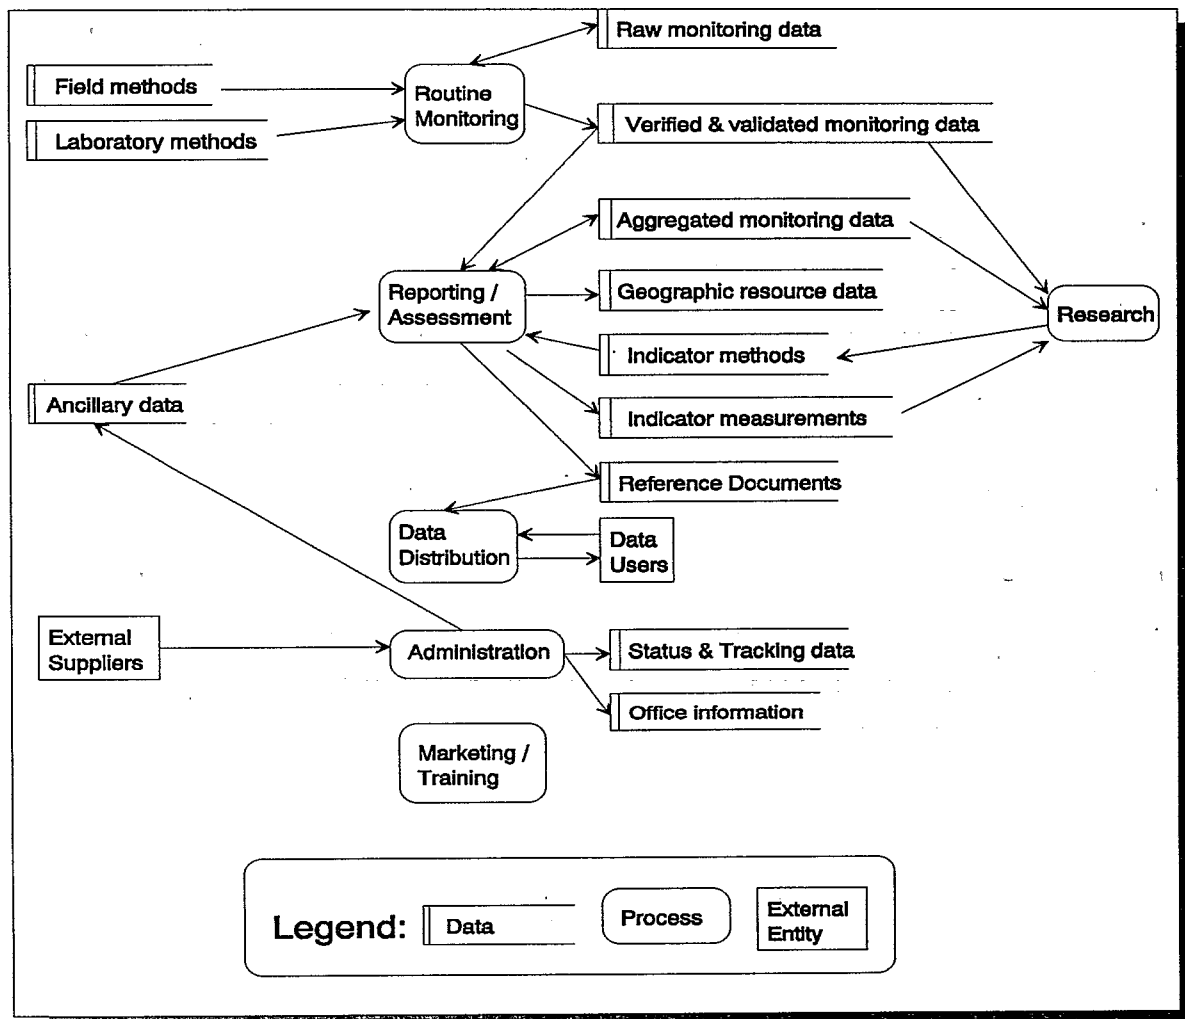 Raw monitoring data
Field methods
Routine
Monitoring
Laboratory methods
Verified & validated monitoring data
Aggregated monitoring data
Reporting /
Assessment
Geographic resource data
Research
Indicator methods
Ancillary data
Indicator measurements
Reference Documents
Data
Distribution
Data
Users
External
Suppliers
Administration
Status & Tracking data
Office information
Marketing /
Training
Legend:
Data
Process
External
Entity